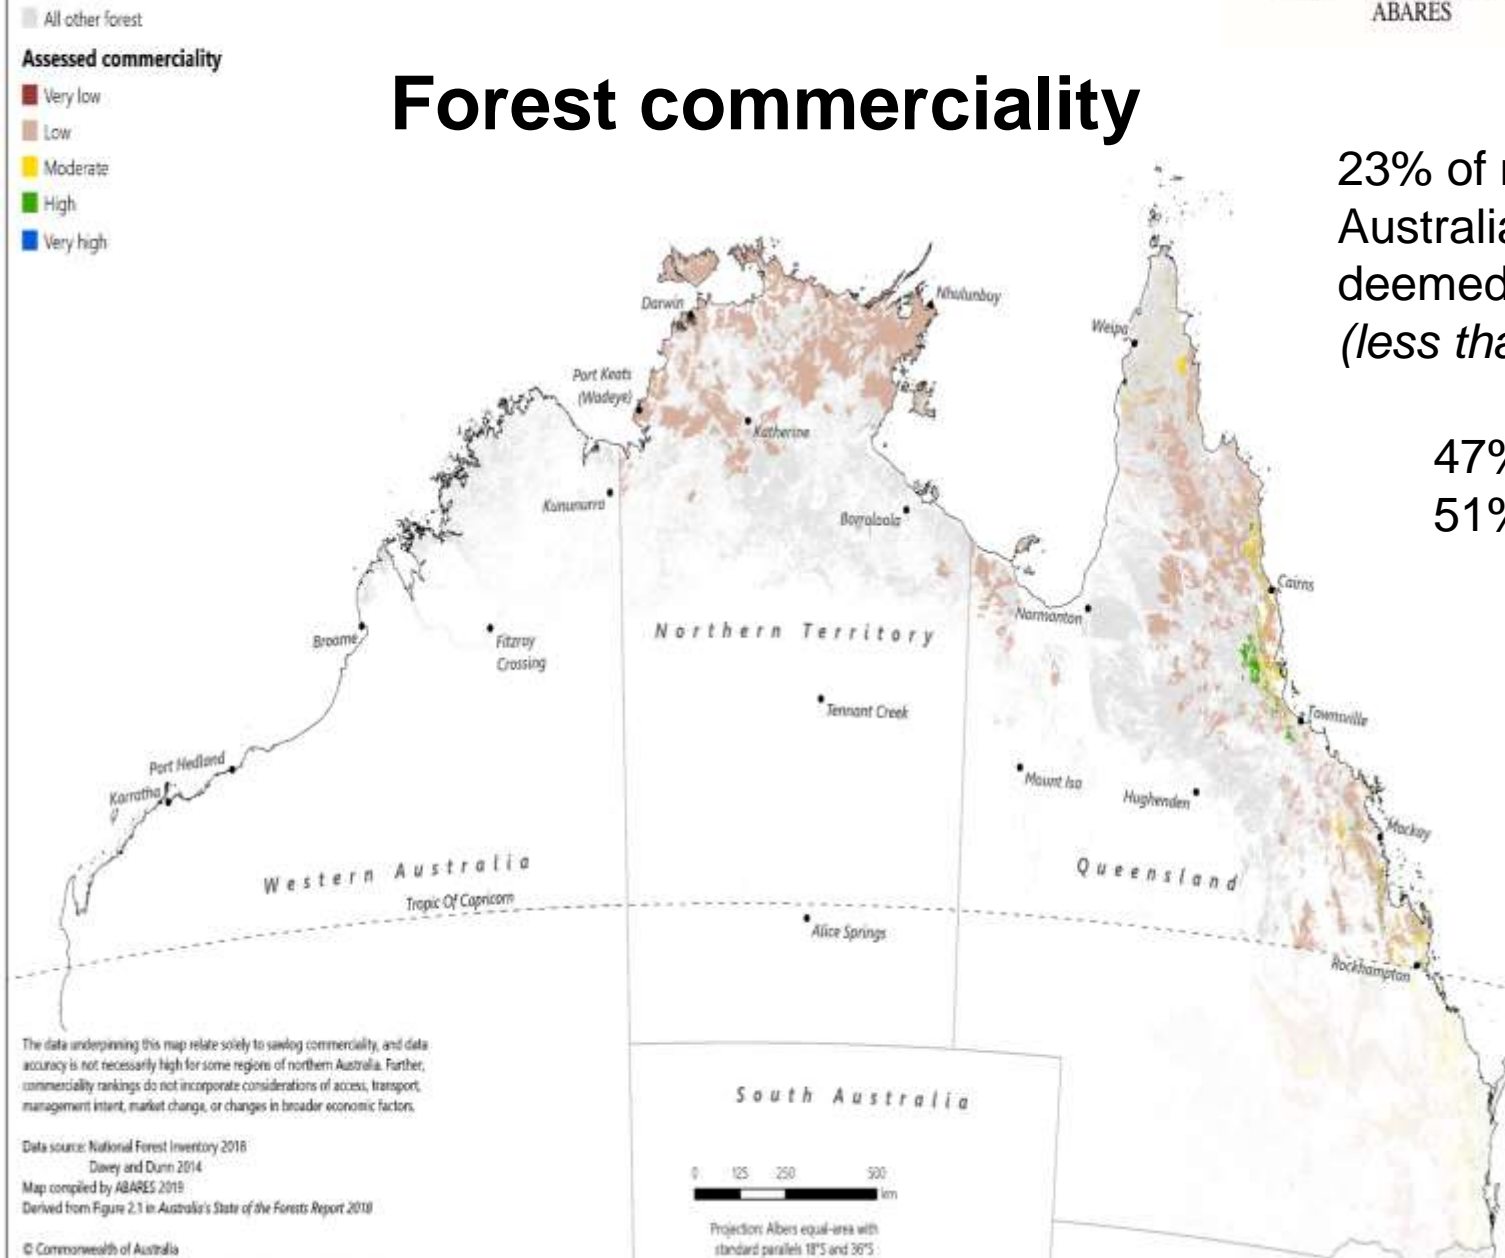 All other forest
Assessed commerciality
Very low
Low
Moderate
High
Very high
ABARES
Forest commerciality
23% of
Australia
deemed
(less tha
47%
51%
Darwin
Nhulunbuy
Weipa
Port Keats
(Wadeye)
Katherine
Kununurra
Borroloola
Cairns
Normanton
Broome
Fitzroy
Crossing
Northern Territory
Tennant Creek
Townsville
Port Hedland
Karratha
Mount Isa
Hughenden
Mackay
Western Australia
Queensland
Tropic Of Capricorn
Alice Springs
Rockhampton
The data underpinning this map relate solely to sawlog commerciality, and data
accuracy is not necessarily high for some regions of northern Australia. Further,
commerciality rankings do not incorporate considerations of access, transport,
management intent, market change, or changes in broader economic factors.
South Australia
Data source: National Forest Inventory 2018
Davey and Dunn 2014
Map compiled by ABARES 2019
Derived from Figure 2.1 in Australia's State of the Forests Report 2018
0 125 250 500
km
Projection: Albers equal-area with
standard parallels 18°S and 36°S
© Commonwealth of Australia